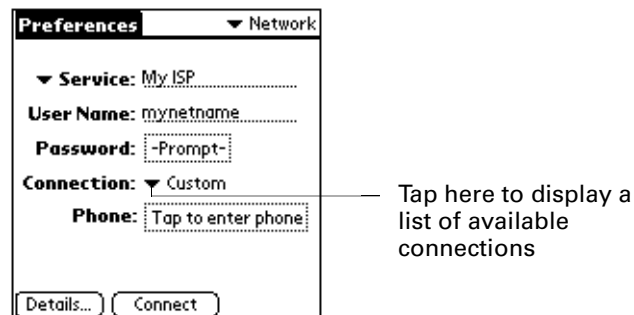 Preferences ▼ Network
▼ Service: My ISP
User Name: mynetname
Password: -Prompt-
Connection: ▼ Custom
Phone: Tap to enter phone
Tap here to display a
list of available
connections
Details... Connect